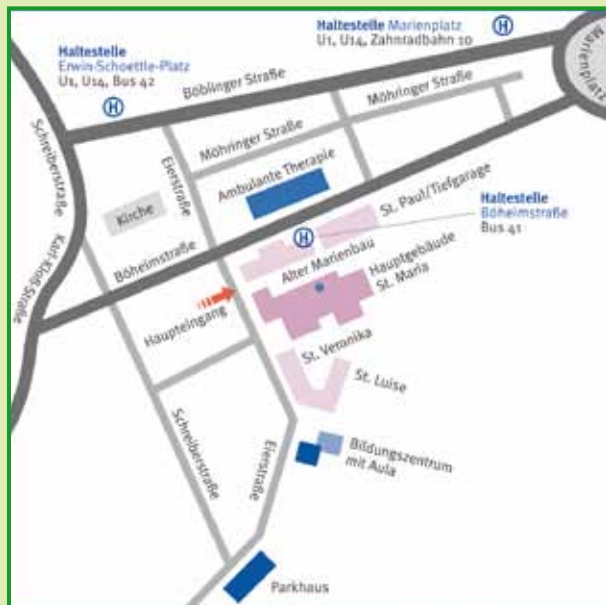 Haltestelle Marienplatz
U1, U14, Zahnradbahn 10
H
Marienplatz
Haltestelle
Erwin-Schoettle-Platz
U1, U14, Bus 42
H
Böblinger Straße
Möhringer Straße
Möhringer Straße
Schreiberstraße
Eierstraße
Ambulante Therapie
Kirche
St. Paul/Tiefgarage
Haltestelle
Böheimstraße
Bus 41
H
Karl-Kloß-Straße
Böheimstraße
Alter Marienbau
Hauptgebäude
St. Maria
Haupteingang
St. Veronika
St. Luise
Schreiberstraße
Eierstraße
Bildungszentrum
mit Aula
Parkhaus